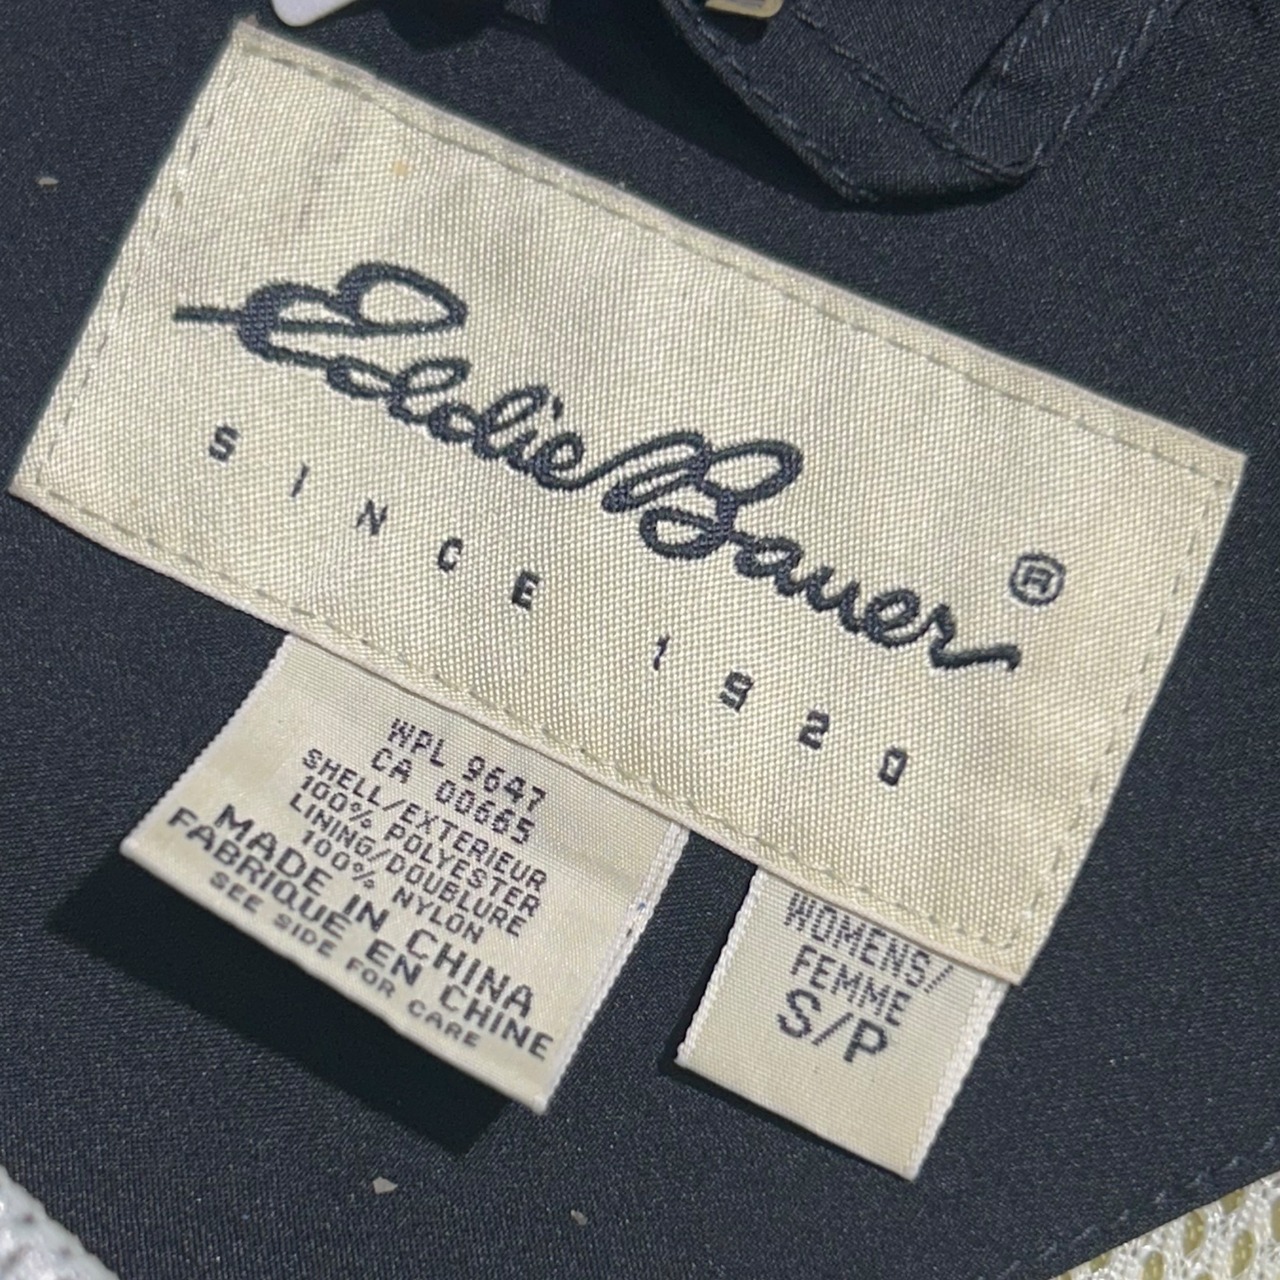 Eddie Bauer ®
SINCE 1920
WPL 9647
CA 00665
SHELL/EXTERIEUR
100% POLYESTER
LINING/DOUBLURE
100% NYLON
MADE IN CHINA
FABRIQUE EN CHINE
SEE SIDE FOR CARE
WOMENS/
FEMME
S/P